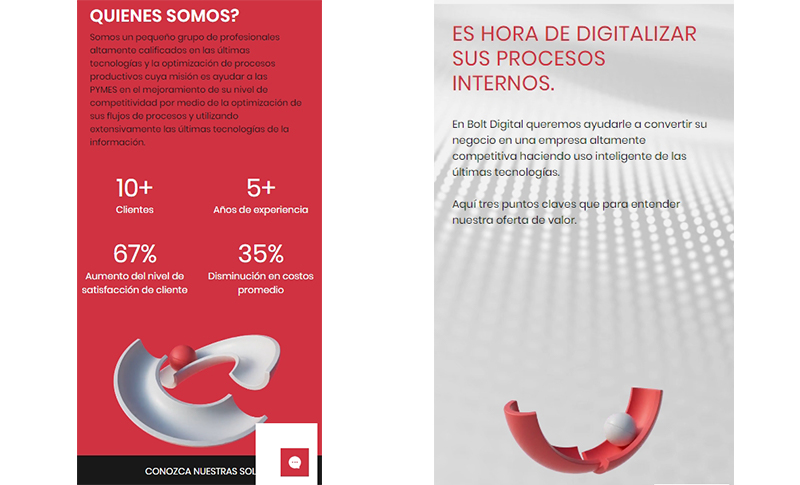 QUIENES SOMOS?
Somos un pequeño grupo de profesionales
altamente calificados en las últimas
tecnologías y la optimización de procesos
productivos cuya misión es ayudar a las
PYMES en el mejoramiento de su nivel de
competitividad por medio de la optimización de
sus flujos de procesos y utilizando
extensivamente las últimas tecnologías de la
información.
10+
Clientes
5+
Años de experiencia
67%
Aumento del nivel de
satisfacción de cliente
35%
Disminución en costos
promedio
CONOZCA NUESTRAS SOL
ES HORA DE DIGITALIZAR
SUS PROCESOS
INTERNOS.
En Bolt Digital queremos ayudarle a convertir su
negocio en una empresa altamente
competitiva haciendo uso inteligente de las
últimas tecnologías.
Aquí tres puntos claves que para entender
nuestra oferta de valor.